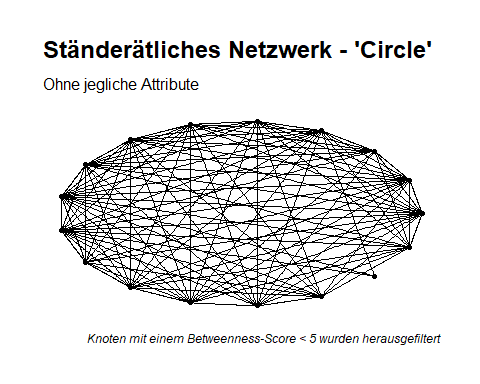 Ständerätliches Netzwerk - 'Circle'
Ohne jegliche Attribute
Knoten mit einem Betweenness-Score < 5 wurden herausgefiltert